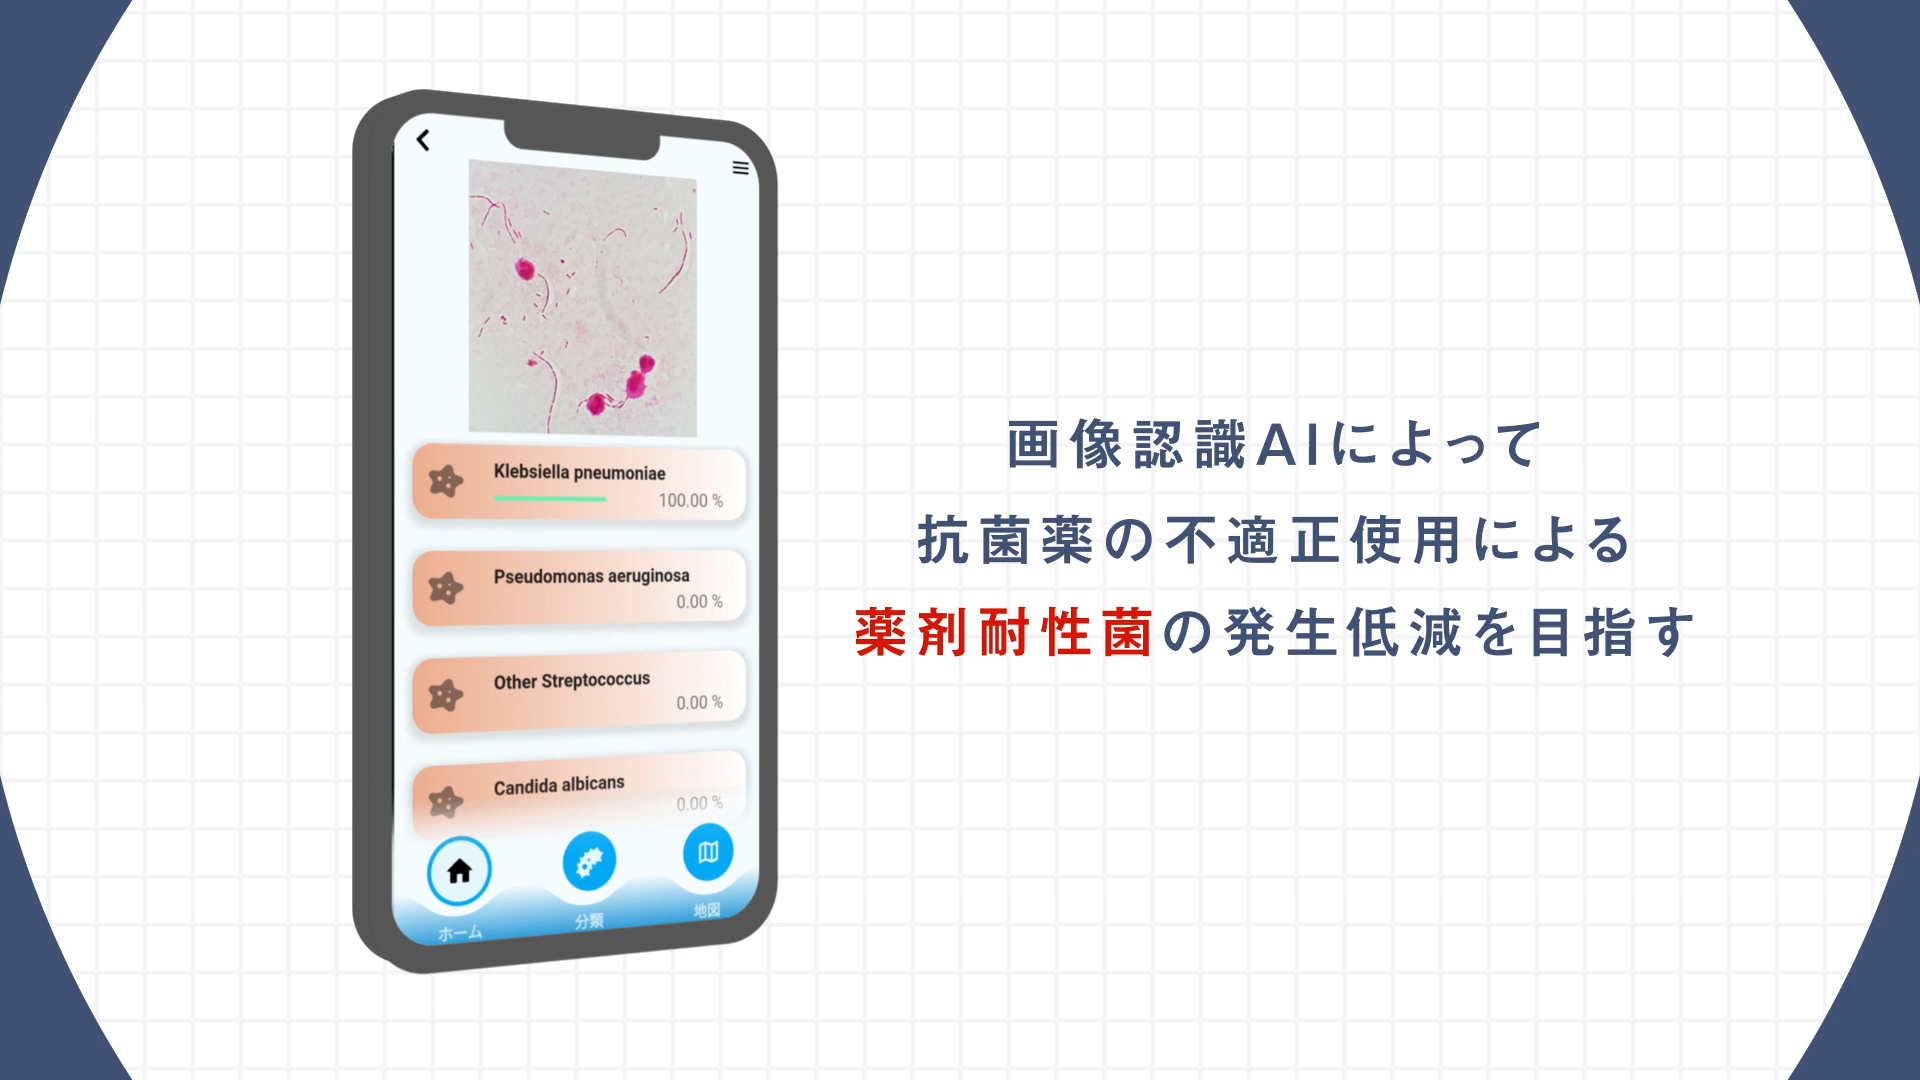 Klebsiella pneumoniae
100.00 %
Pseudomonas aeruginosa
0.00 %
Other Streptococcus
0.00 %
Candida albicans
0.00 %
ホーム
分類
地図
画像認識AIによって
抗菌薬の不適正使用による
薬剤耐性菌の発生低減を目指す